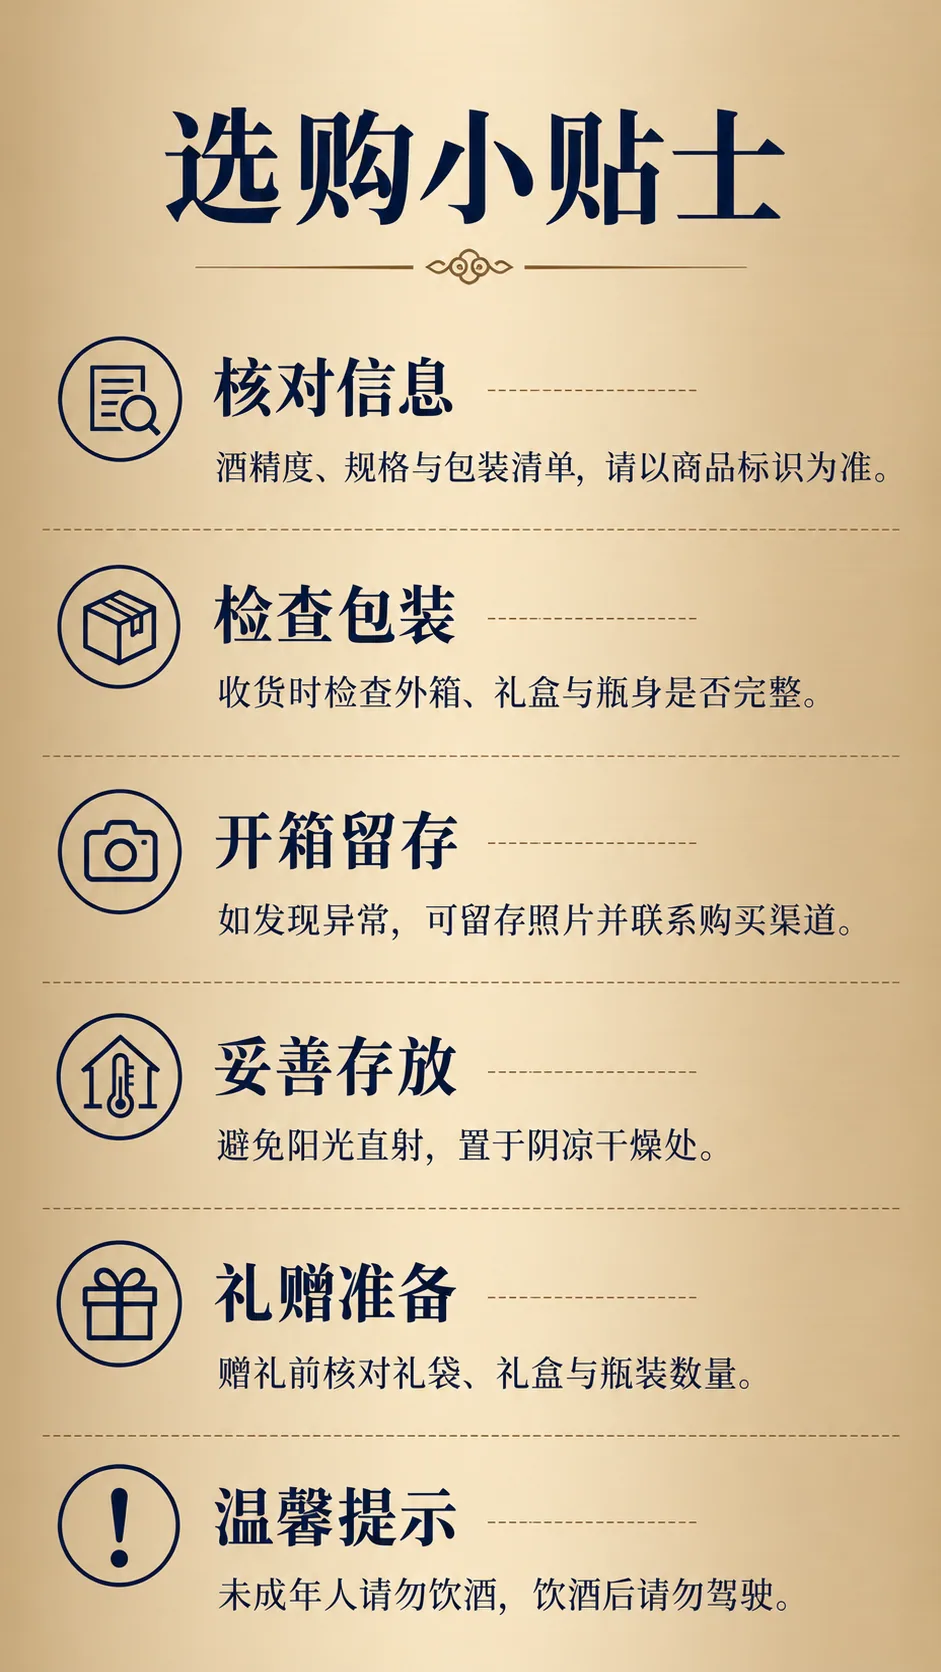 选购小贴士
核对信息
酒精度、规格与包装清单，请以商品标识为准。
检查包装
收货时检查外箱、礼盒与瓶身是否完整。
开箱留存
如发现异常，可留存照片并联系购买渠道。
妥善存放
避免阳光直射，置于阴凉干燥处。
礼赠准备
赠礼前核对礼袋、礼盒与瓶装数量。
温馨提示
未成年人请勿饮酒，饮酒后请勿驾驶。